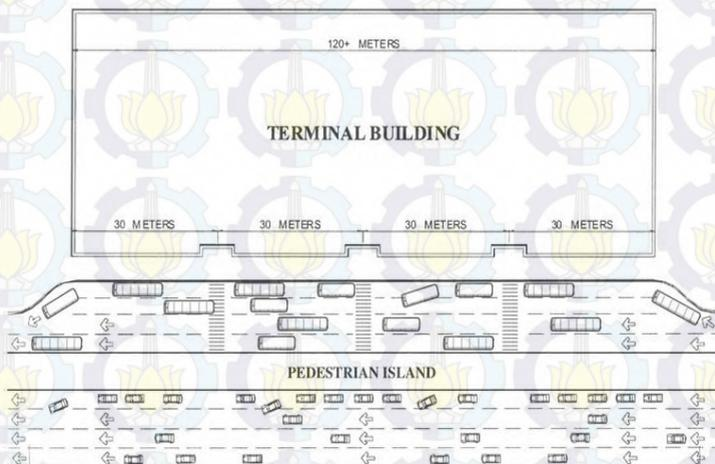 120+ METERS
TERMINAL BUILDING
30 METERS 30 METERS 30 METERS 30 METERS
PEDESTRIAN ISLAND